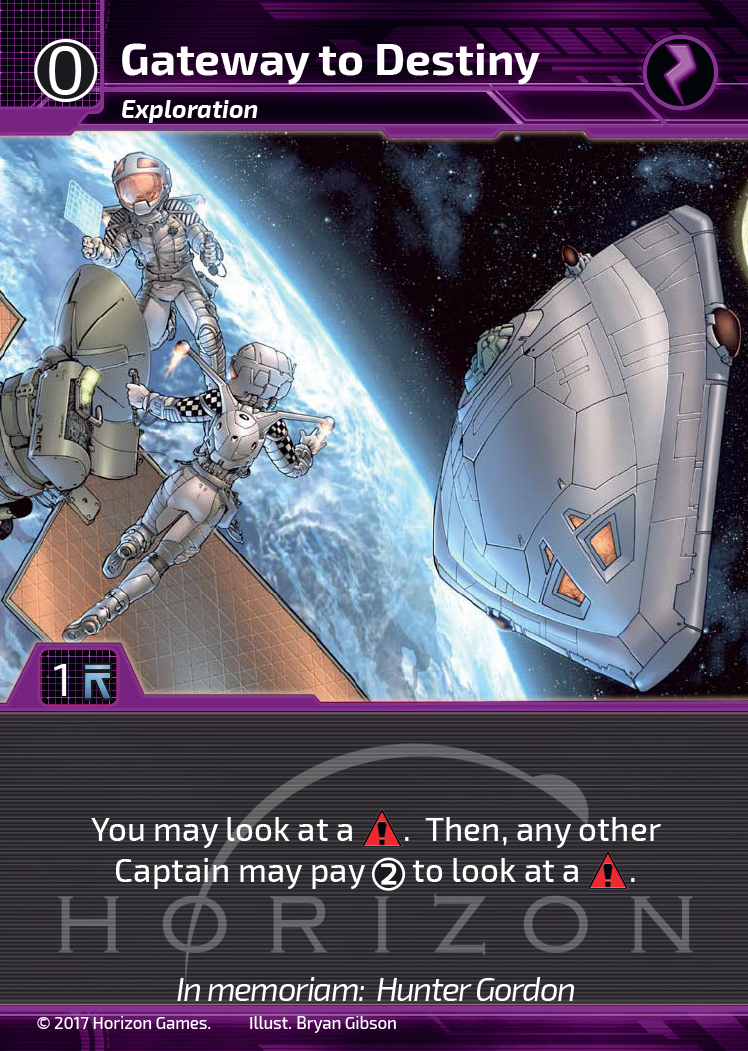 0
Gateway to Destiny
Exploration
1
You may look at a ! . Then, any other
Captain may pay 2 to look at a ! .
HORIZON
In memoriam: Hunter Gordon
© 2017 Horizon Games. Illust. Bryan Gibson